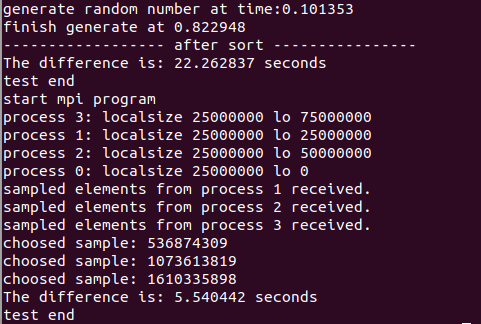 generate random number at time:0.101353
finish generate at 0.822948
----------------- after sort -----------------
The difference is: 22.262837 seconds
test end
start mpi program
process 3: localsize 25000000 lo 75000000
process 1: localsize 25000000 lo 25000000
process 2: localsize 25000000 lo 50000000
process 0: localsize 25000000 lo 0
sampled elements from process 1 received.
sampled elements from process 2 received.
sampled elements from process 3 received.
choosed sample: 536874309
choosed sample: 1073613819
choosed sample: 1610335898
The difference is: 5.540442 seconds
test end